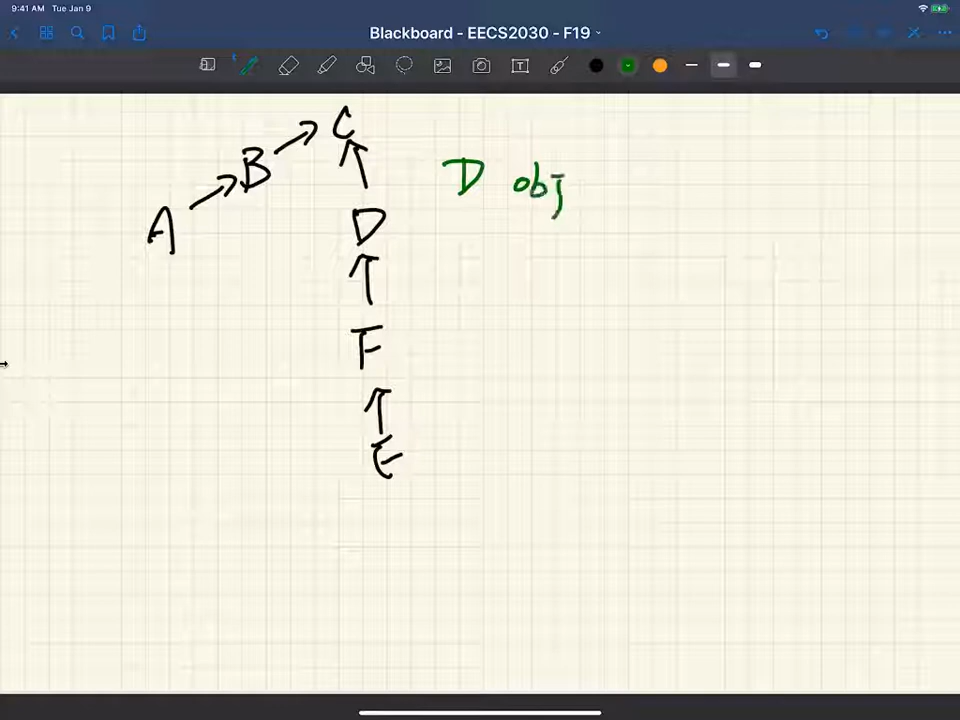 9:41 AM Tue Jan 9
Blackboard - EECS2030 - F19
T
C
B
D obj
A
D
F
E